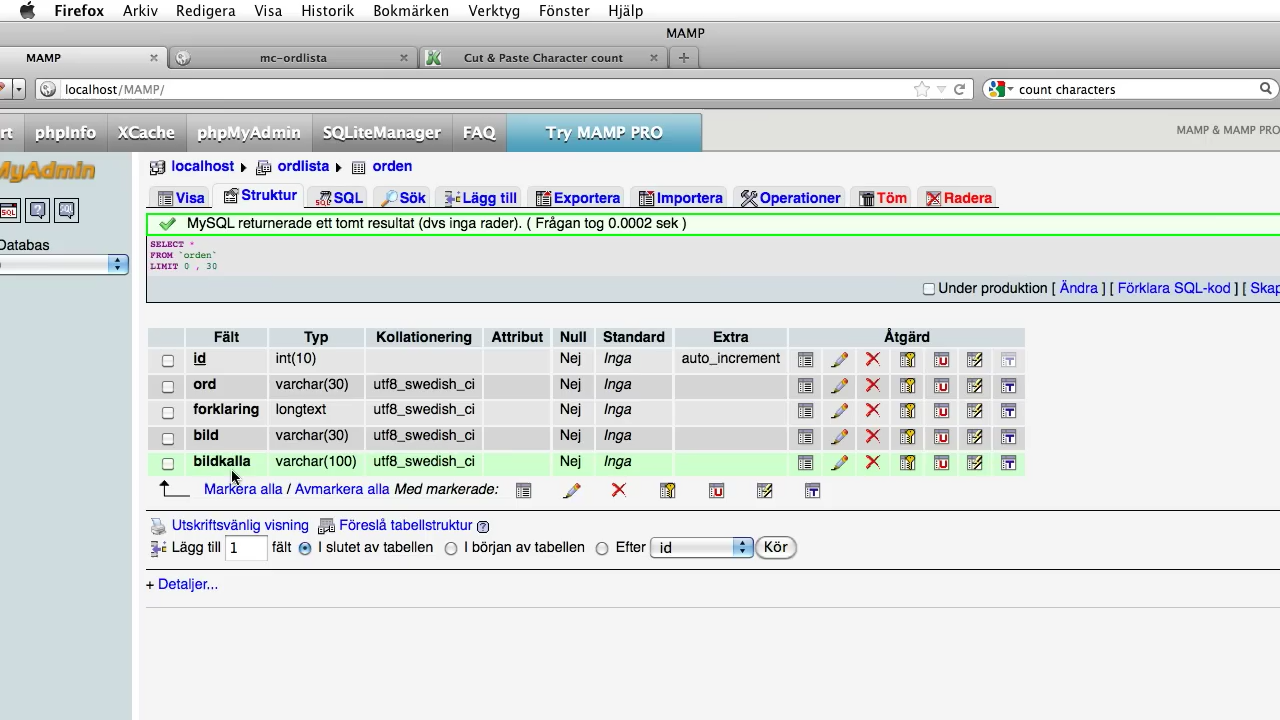 Firefox Arkiv Redigera Visa Historik Bokmärken Verktyg Fönster Hjälp
MAMP
MAMP mc-ordlista Cut & Paste Character count
localhost/MAMP/ count characters
rt phpInfo XCache phpMyAdmin SQLiteManager FAQ Try MAMP PRO MAMP & MAMP PRO
MyAdmin
localhost ordlista orden
Visa Struktur SQL Sök Lägg till Exportera Importera Operationer Töm Radera
MySQL returnerade ett tomt resultat (dvs inga rader). ( Frågan tog 0.0002 sek )
Databas
SELECT *
FROM `orden`
LIMIT 0 , 30
Under produktion [ Ändra ] [ Förklara SQL-kod ] [ Skap
Fält Typ Kollationering Attribut Null Standard Extra Åtgärd
id int(10) Nej Inga auto_increment
ord varchar(30) utf8_swedish_ci Nej Inga
forklaring longtext utf8_swedish_ci Nej Inga
bild varchar(30) utf8_swedish_ci Nej Inga
bildkalla varchar(100) utf8_swedish_ci Nej Inga
Markera alla / Avmarkera alla Med markerade:
Utskriftsvänlig visning Föreslå tabellstruktur
Lägg till 1 fält I slutet av tabellen I början av tabellen Efter id Kör
+ Detaljer...